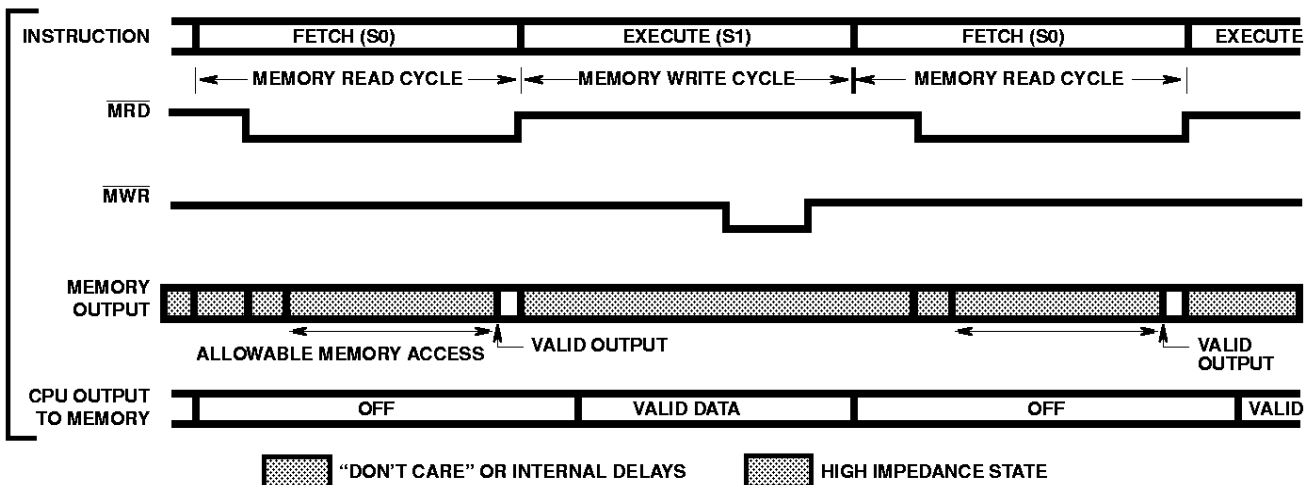 INSTRUCTION FETCH (S0) EXECUTE (S1) FETCH (S0) EXECUTE
MEMORY READ CYCLE MEMORY WRITE CYCLE MEMORY READ CYCLE
MRD
MWR
MEMORY
OUTPUT
ALLOWABLE MEMORY ACCESS
VALID OUTPUT
VALID
OUTPUT
CPU OUTPUT
TO MEMORY
OFF VALID DATA OFF VALID
“DON'T CARE” OR INTERNAL DELAYS HIGH IMPEDANCE STATE